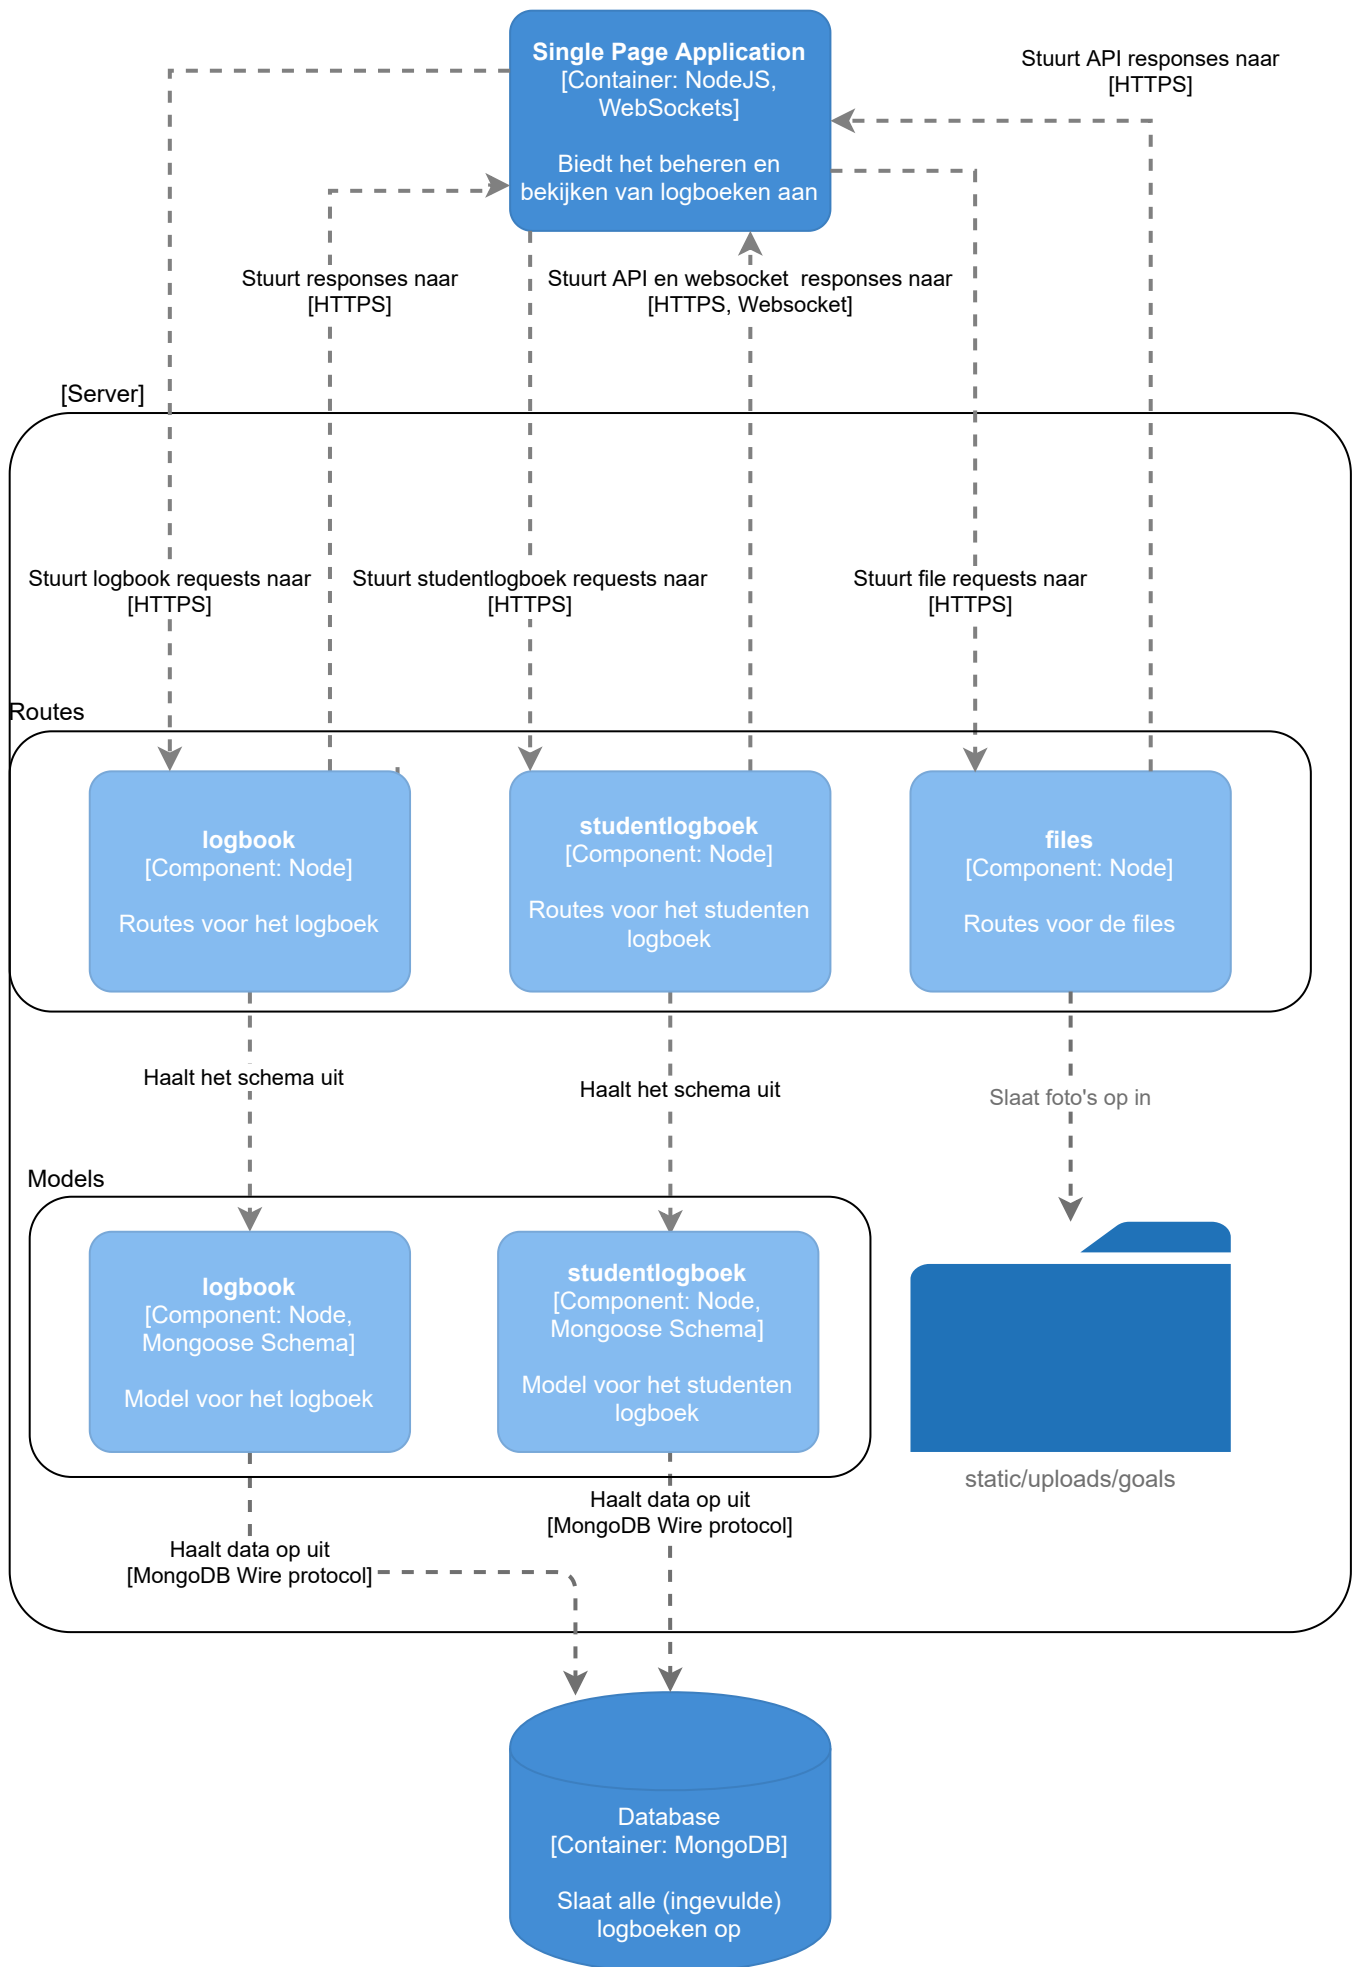 Single Page Application
[Container: NodeJS,
WebSockets]
Biedt het beheren en
bekijken van logboeken aan
Stuurt API responses naar
[HTTPS]
Stuurt responses naar
[HTTPS]
Stuurt API en websocket  responses naar
[HTTPS, Websocket]
[Server]
Stuurt logbook requests naar
[HTTPS]
Stuurt studentlogboek requests naar
[HTTPS]
Stuurt file requests naar
[HTTPS]
Routes
logbook
[Component: Node]
Routes voor het logboek
studentlogboek
[Component: Node]
Routes voor het studenten
logboek
files
[Component: Node]
Routes voor de files
Haalt het schema uit
Haalt het schema uit
Slaat foto's op in
Models
logbook
[Component: Node,
Mongoose Schema]
Model voor het logboek
studentlogboek
[Component: Node,
Mongoose Schema]
Model voor het studenten
logboek
static/uploads/goals
Haalt data op uit
[MongoDB Wire protocol]
Haalt data op uit
[MongoDB Wire protocol]
Database
[Container: MongoDB]
Slaat alle (ingevulde)
logboeken op